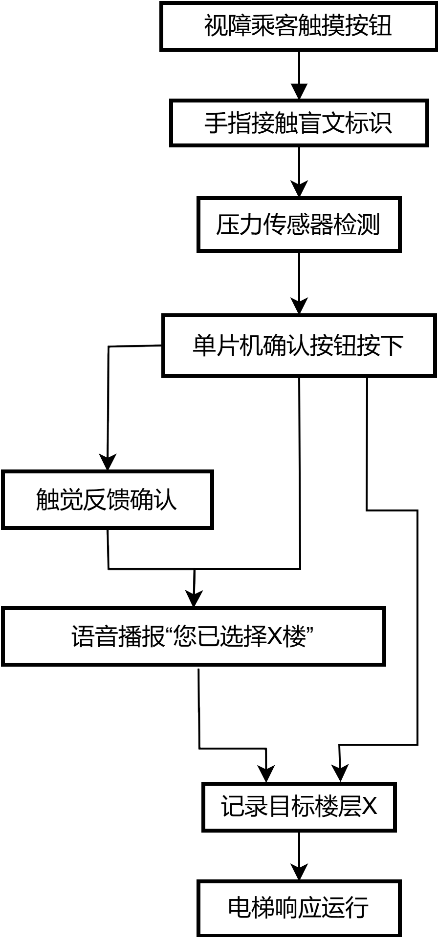 视障乘客触摸按钮
手指接触盲文标识
压力传感器检测
单片机确认按钮按下
触觉反馈确认
语音播报“您已选择X楼”
记录目标楼层X
电梯响应运行